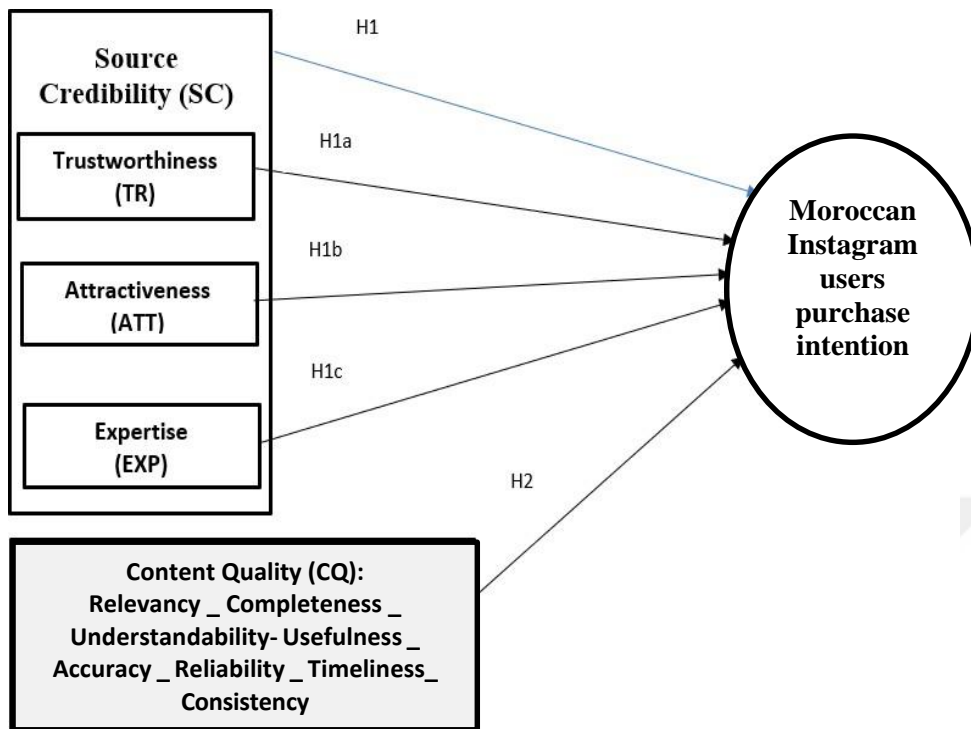 H1
Source
Credibility (SC)
H1a
Trustworthiness
(TR)
H1b
Attractiveness
(ATT)
H1c
Expertise
(EXP)
Moroccan
Instagram
users
purchase
intention
H2
Content Quality (CQ):
Relevancy _ Completeness _
Understandability- Usefulness _
Accuracy _ Reliability _ Timeliness_
Consistency